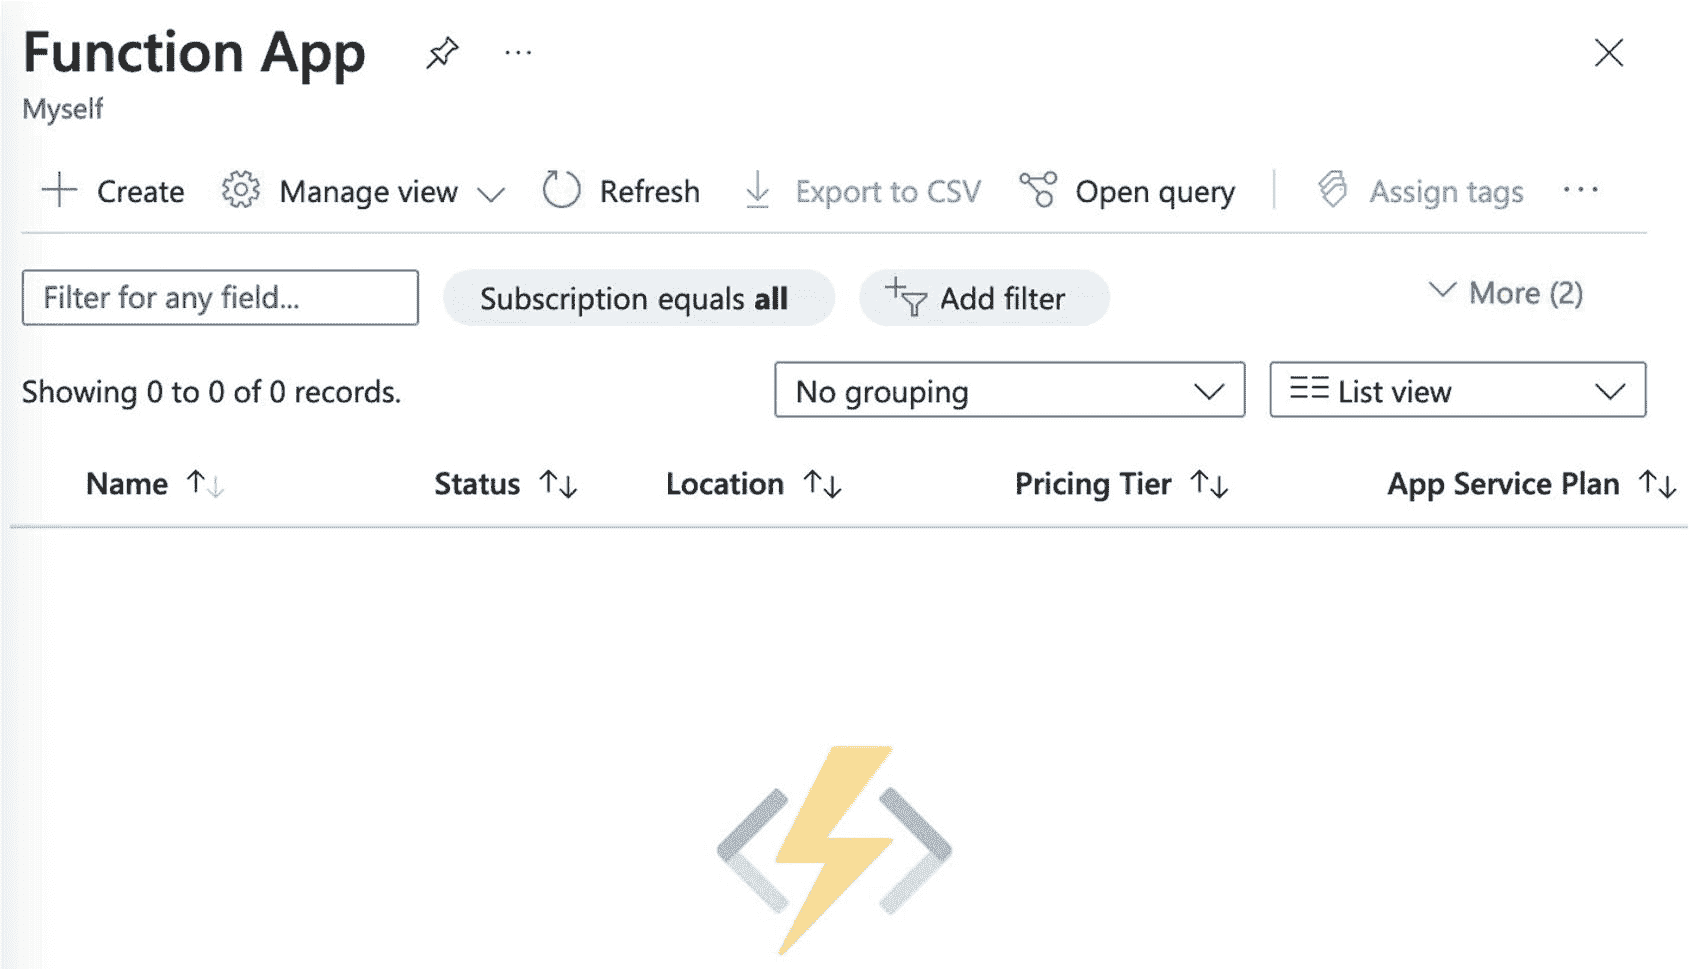 Function App
Myself
Create Manage view Refresh Export to CSV Open query Assign tags
Filter for any field... Subscription equals all Add filter More (2)
Showing 0 to 0 of 0 records. No grouping List view
Name Status Location Pricing Tier App Service Plan